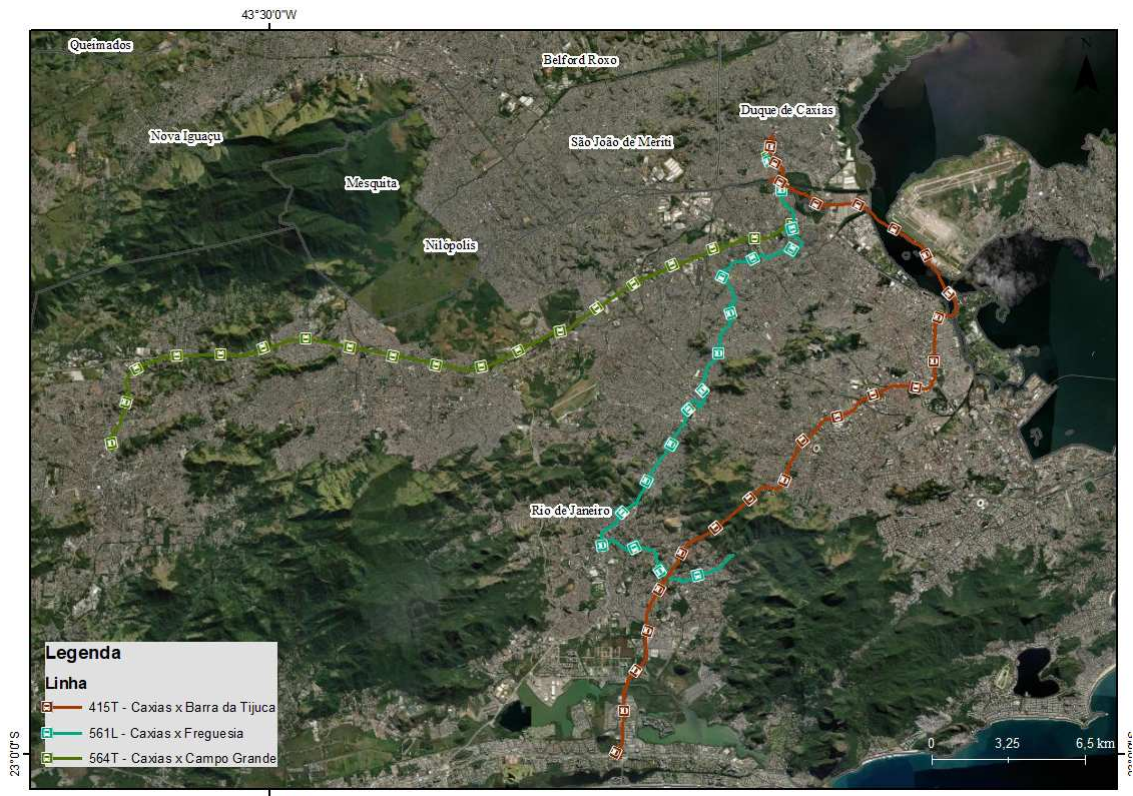 43°30'0"W
Queimados
Belford Roxo
N
Duque de Caxias
Nova Iguaçu
São João de Meriti
Mesquita
Nilópolis
Rio de Janeiro
Legenda
Linha
415T - Caxias x Barra da Tijuca
561L - Caxias x Freguesia
564T - Caxias x Campo Grande
0 3,25 6,5 km
23°0'0"S